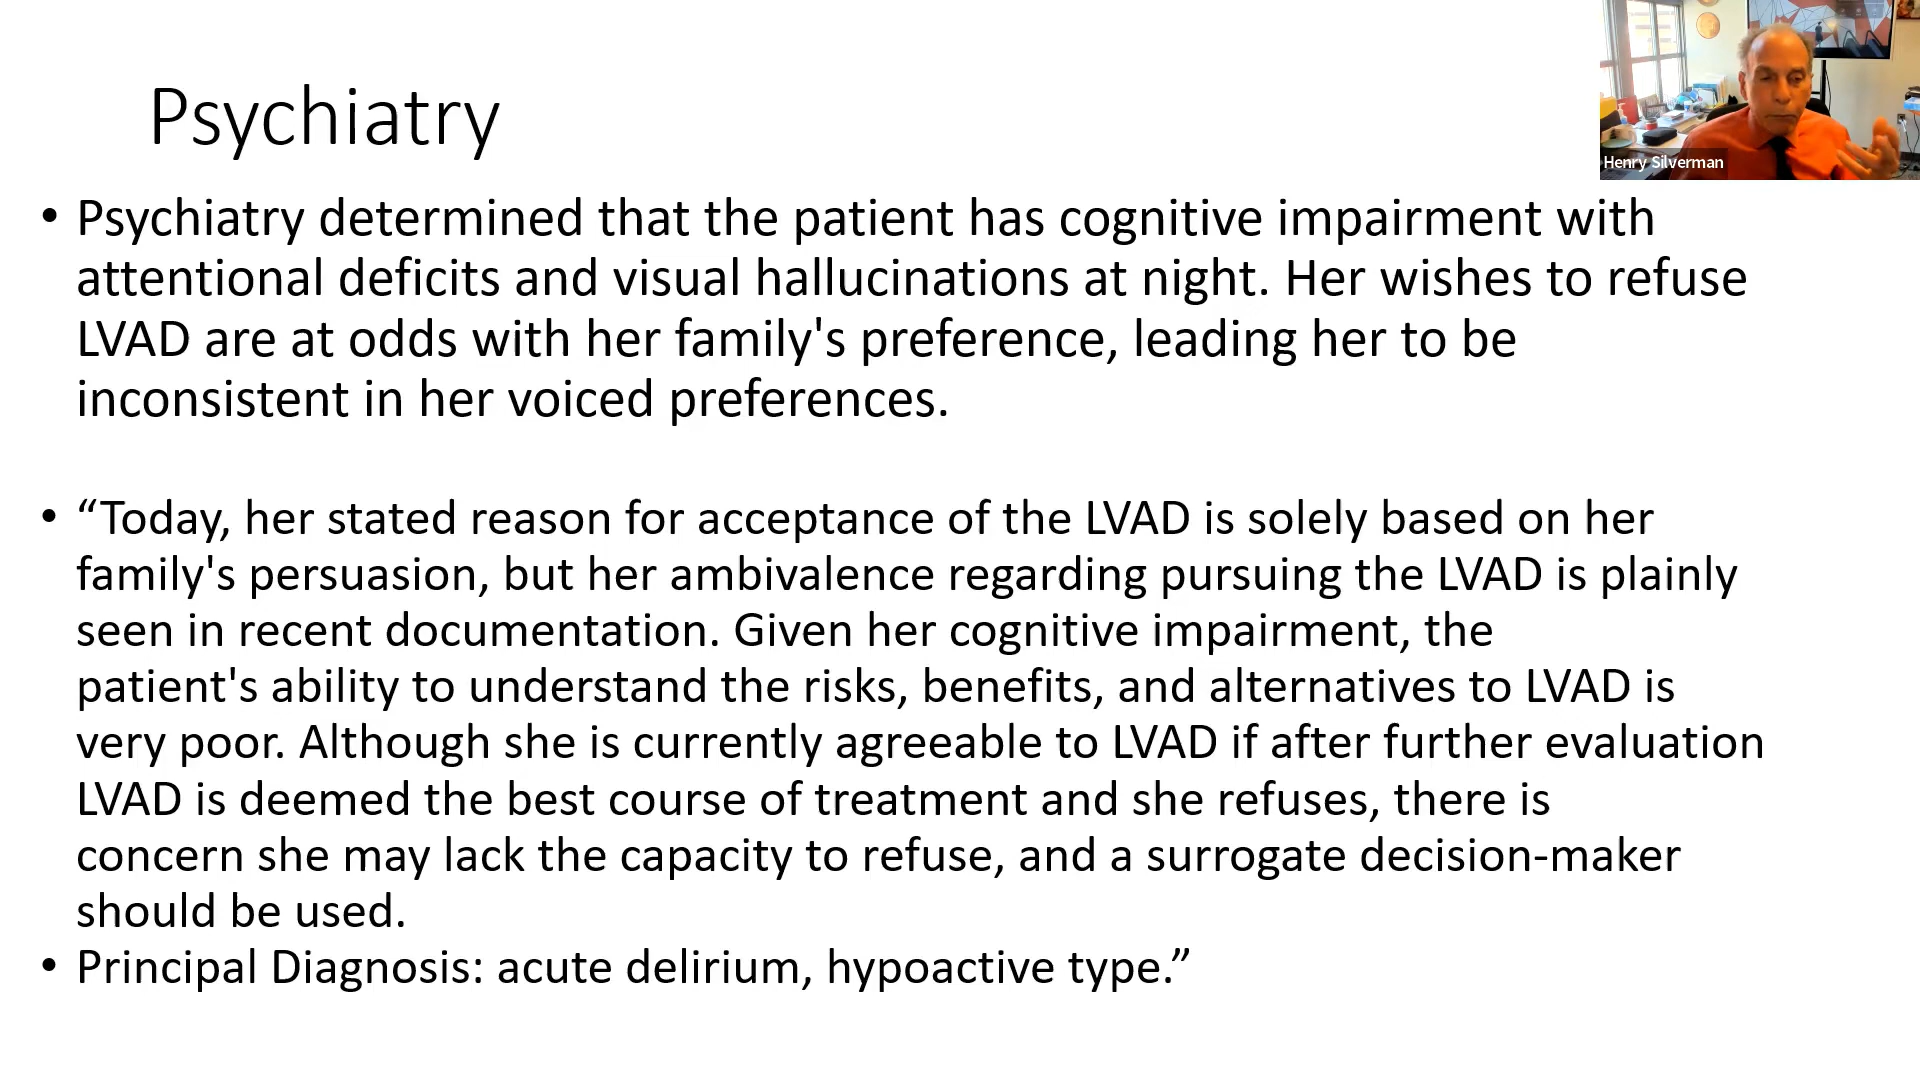 Psychiatry
Henry Silverman
• Psychiatry determined that the patient has cognitive impairment with
attentional deficits and visual hallucinations at night. Her wishes to refuse
LVAD are at odds with her family's preference, leading her to be
inconsistent in her voiced preferences.
• “Today, her stated reason for acceptance of the LVAD is solely based on her
family's persuasion, but her ambivalence regarding pursuing the LVAD is plainly
seen in recent documentation. Given her cognitive impairment, the
patient's ability to understand the risks, benefits, and alternatives to LVAD is
very poor. Although she is currently agreeable to LVAD if after further evaluation
LVAD is deemed the best course of treatment and she refuses, there is
concern she may lack the capacity to refuse, and a surrogate decision-maker
should be used.
• Principal Diagnosis: acute delirium, hypoactive type.”